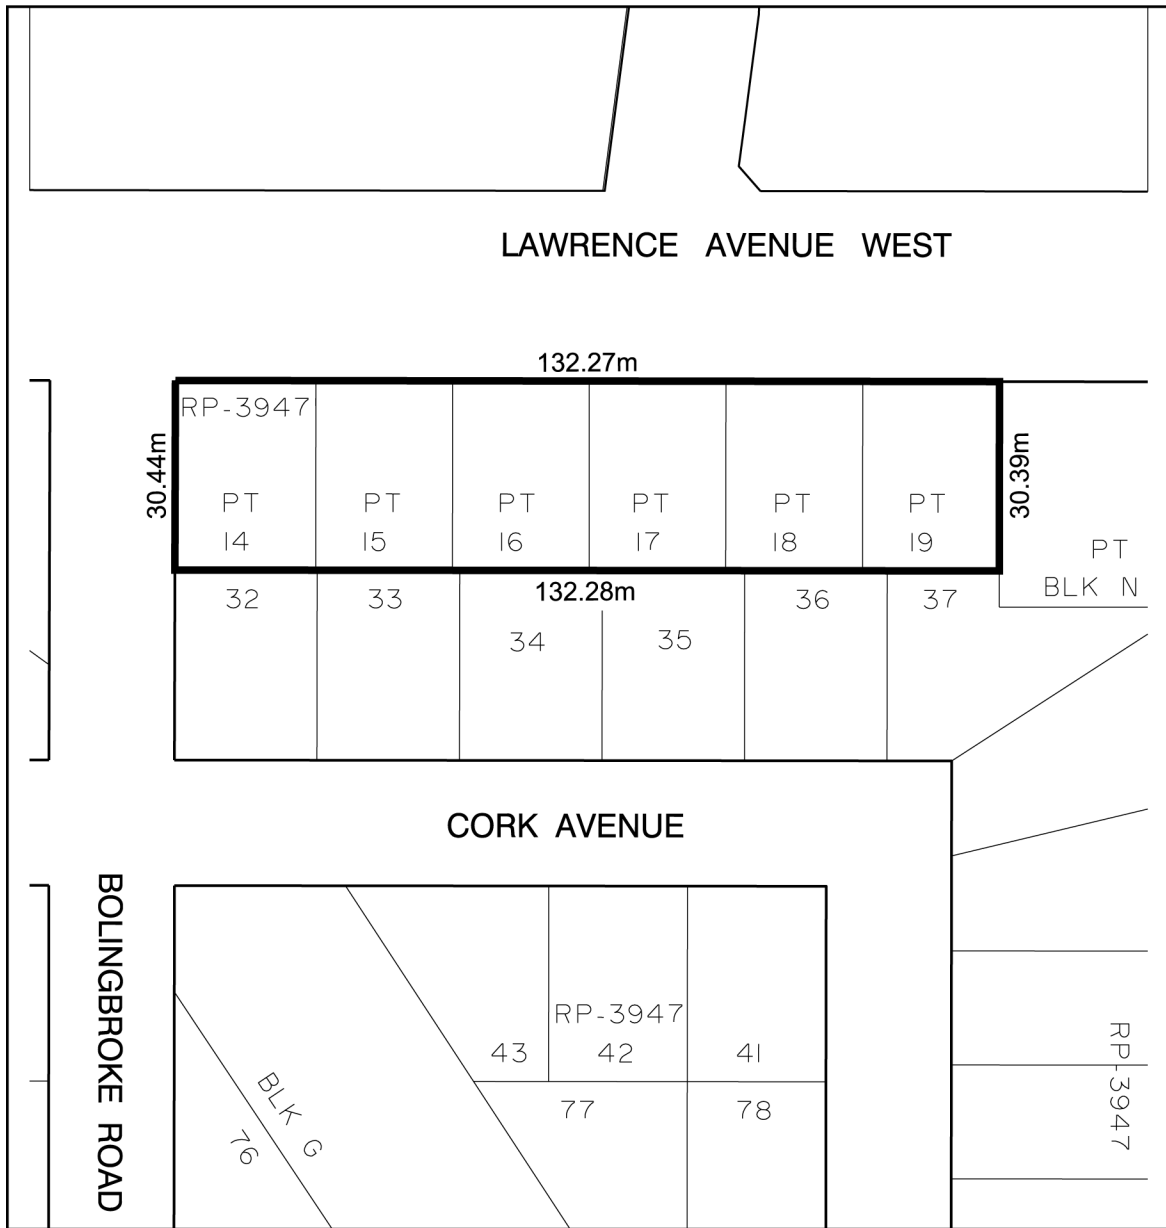 LAWRENCE AVENUE WEST
132.27m
RP-3947
30.44m
30.39m
PT
14
PT
15
PT
16
PT
17
PT
18
PT
19
PT
BLK N
32
33
132.28m
36
37
34
35
CORK AVENUE
BOLINGBROKE ROAD
RP-3947
43
42
41
RP-3947
BLK G
76
77
78